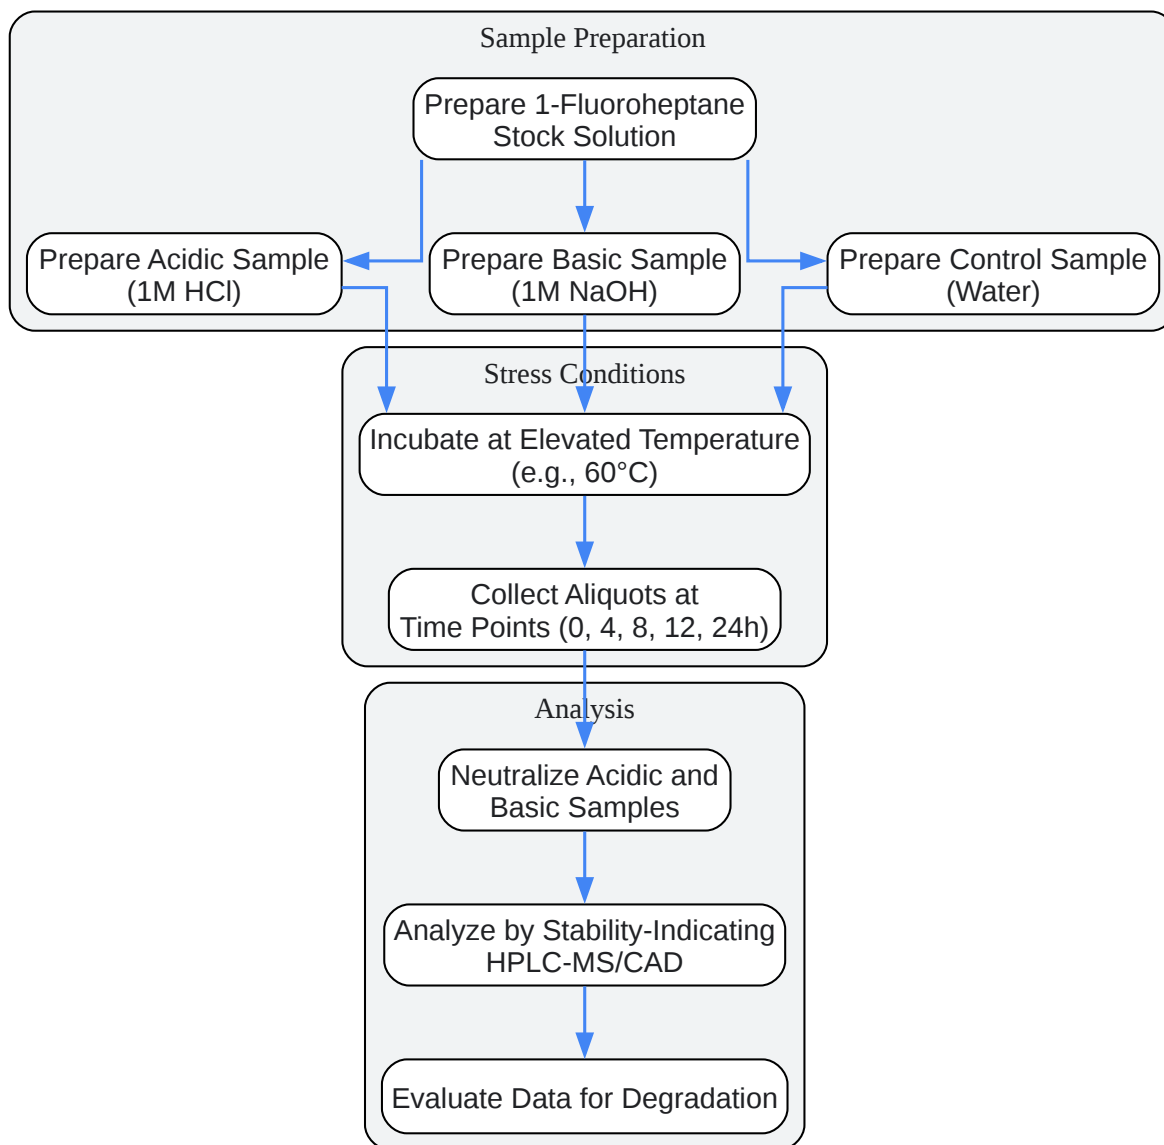 Sample Preparation
Prepare 1-Fluoroheptane
Stock Solution
Prepare Acidic Sample
(1M HCl)
Prepare Basic Sample
(1M NaOH)
Prepare Control Sample
(Water)
Stress Conditions
Incubate at Elevated Temperature
(e.g., 60°C)
Collect Aliquots at
Time Points (0, 4, 8, 12, 24h)
Analysis
Neutralize Acidic and
Basic Samples
Analyze by Stability-Indicating
HPLC-MS/CAD
Evaluate Data for Degradation